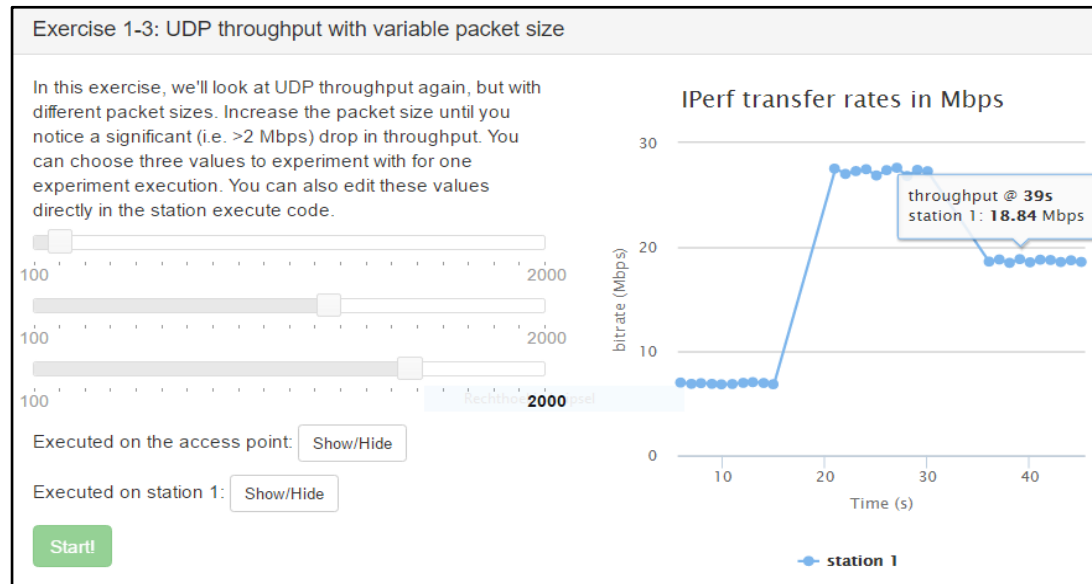 Exercise 1-3: UDP throughput with variable packet size
In this exercise, we'll look at UDP throughput again, but with
different packet sizes. Increase the packet size until you
notice a significant (i.e. >2 Mbps) drop in throughput. You
can choose three values to experiment with for one
experiment execution. You can also edit these values
directly in the station execute code.
100 2000
100 2000
100 2000
Executed on the access point: Show/Hide
Executed on station 1: Show/Hide
Start!
IPerf transfer rates in Mbps
30
20
10
0
bitrate (Mbps)
throughput @ 39s
station 1: 18.84 Mbps
10 20 30 40
Time (s)
station 1